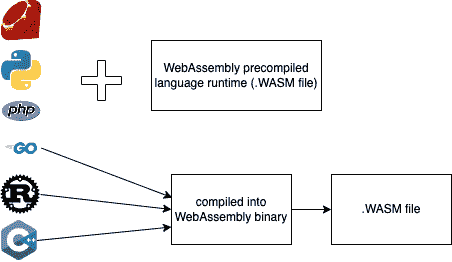 WebAssembly precompiled
language runtime (.WASM file)
php
GO
compiled into
WebAssembly binary
.WASM file
R
C++